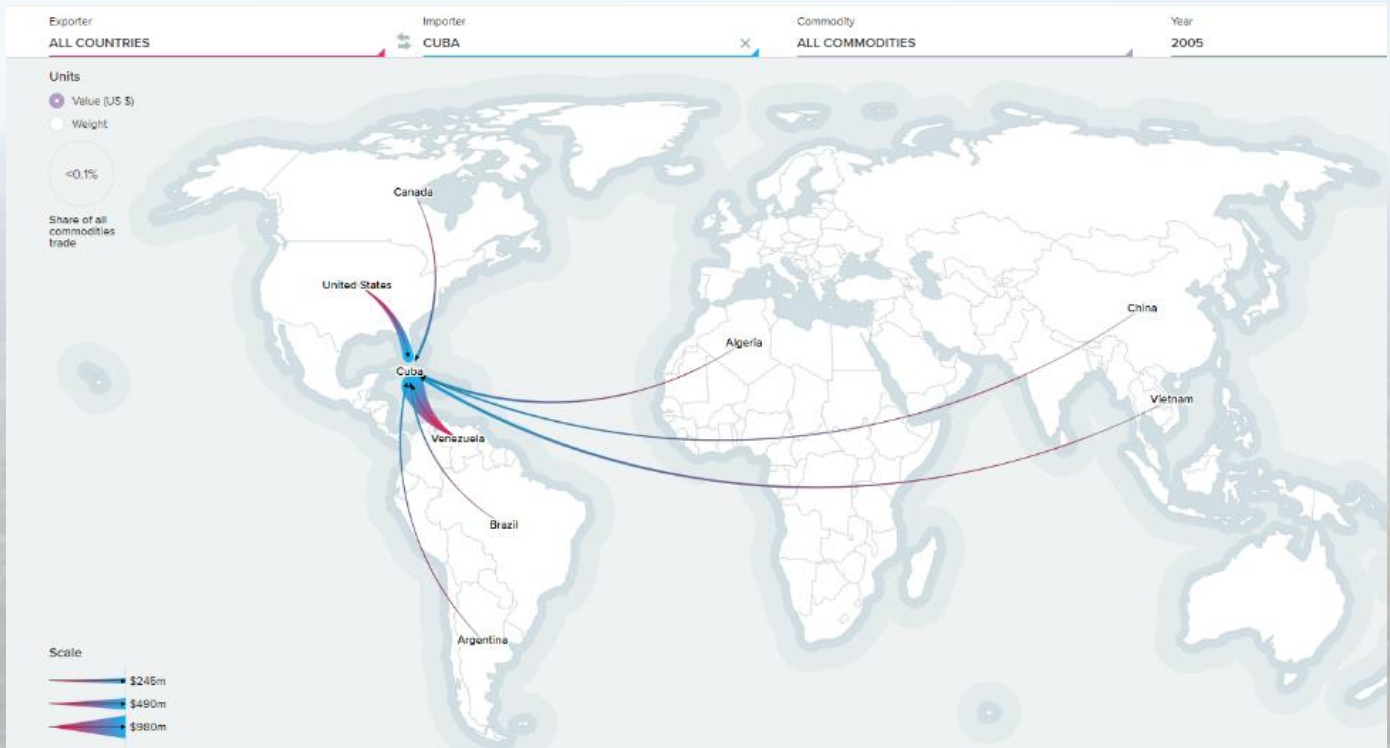 Exporter
ALL COUNTRIES
Importer
CUBA
Commodity
ALL COMMODITIES
Year
2005
Units
Value (US $)
Weight
<0.1%
Share of all
commodities
trade
Canada
United States
China
Algeria
Cuba
Vietnam
Venezuela
Brazil
Argentina
Scale
$245m
$490m
$980m